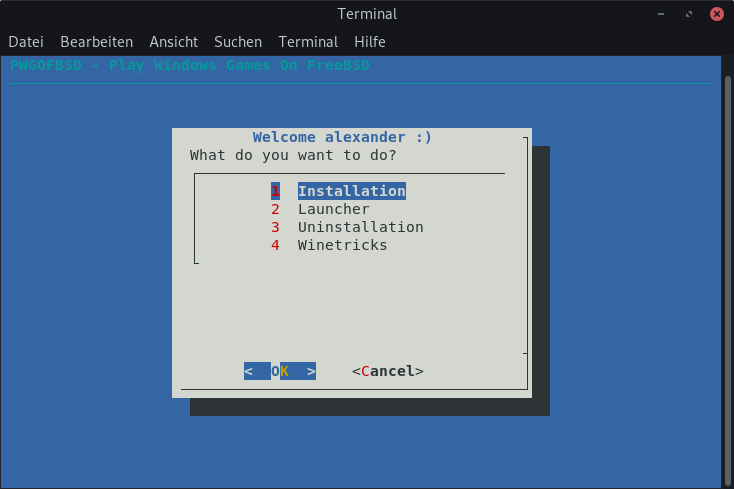 Terminal
Datei Bearbeiten Ansicht Suchen Terminal Hilfe
PWGOFBSD - Play Windows Games On FreeBSD
Welcome alexander :)
What do you want to do?
1 Installation
2 Launcher
3 Uninstallation
4 Winetricks
< OK > <Cancel>